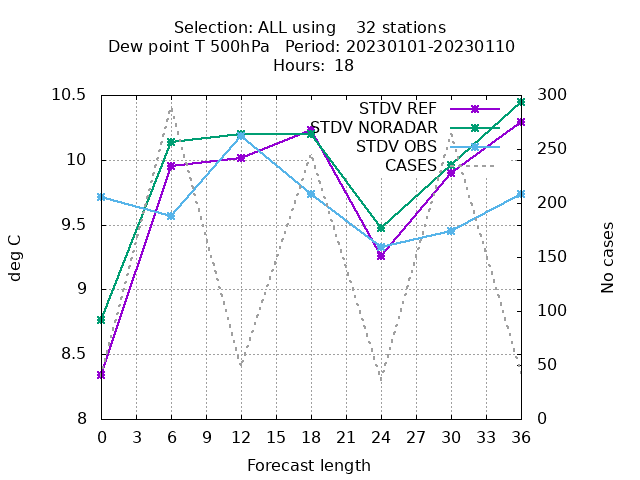 Selection: ALL using    32 stations
Dew point T 500hPa   Period: 20230101-20230110
Hours: 18
STDV REF
STDV NORADAR
STDV OBS
CASES
10.5
10
9.5
9
8.5
8
300
250
200
150
100
50
0
deg C
No cases
0 3 6 9 12 15 18 21 24 27 30 33 36
Forecast length